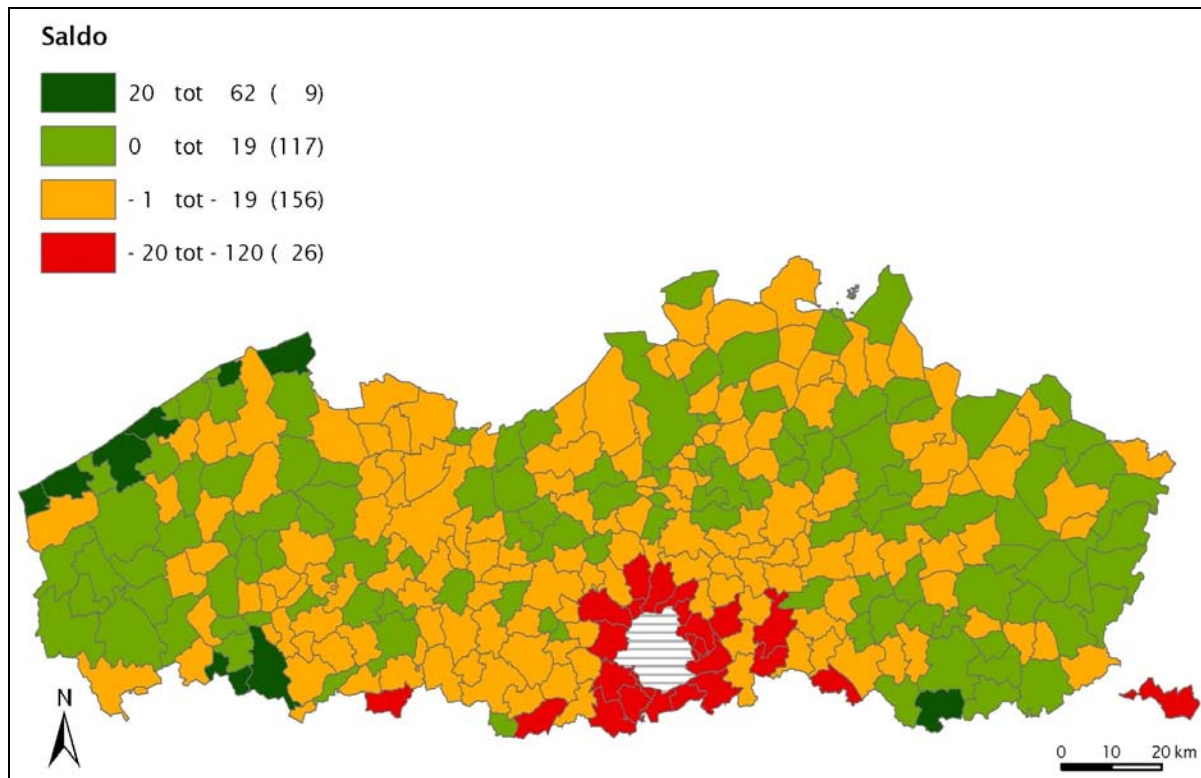 Saldo
20 tot 62 ( 9)
0 tot 19 (117)
- 1 tot - 19 (156)
- 20 tot - 120 ( 26)
N
0 10 20 km